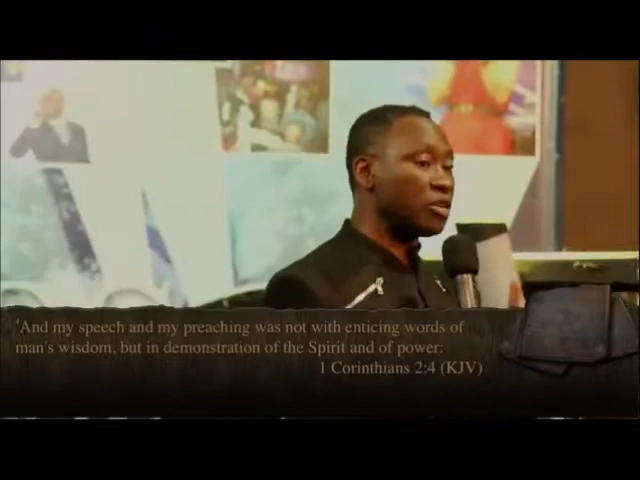 'And my speech and my preaching was not with enticing words of
man's wisdom, but in demonstration of the Spirit and of power:
1 Corinthians 2:4 (KJV)